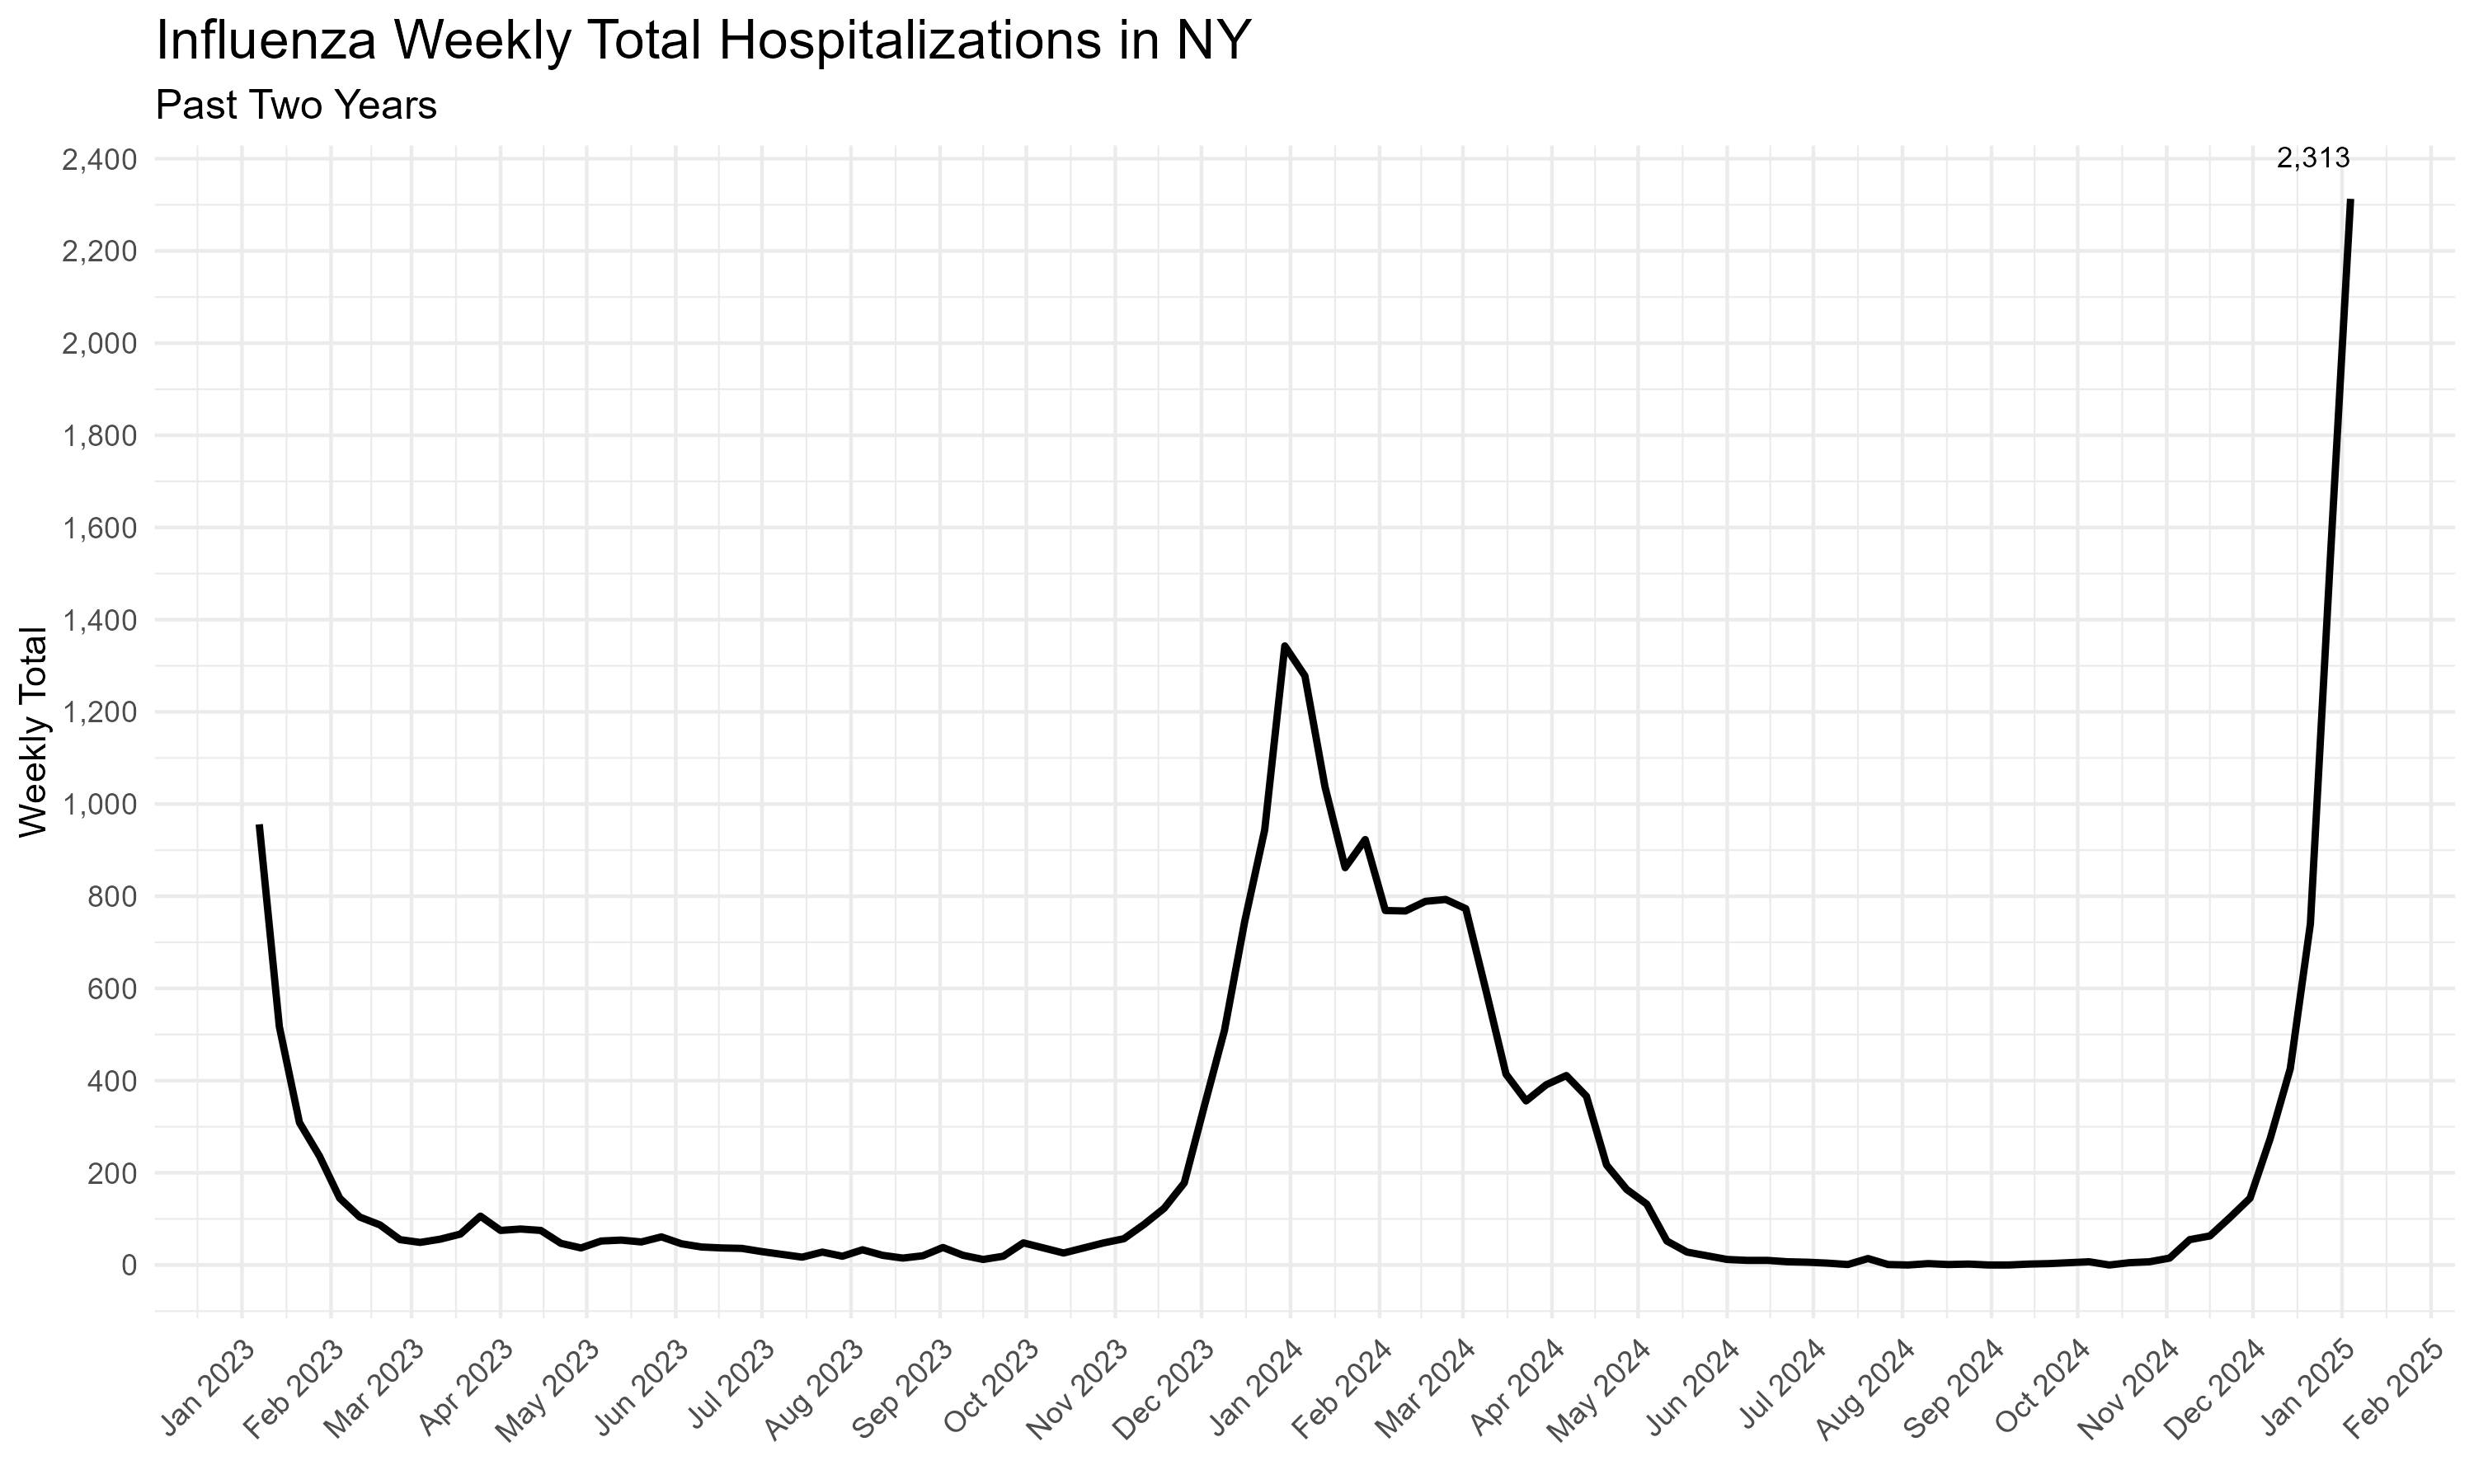 Influenza Weekly Total Hospitalizations in NY
Past Two Years
2,313
Weekly Total
2,400
2,200
2,000
1,800
1,600
1,400
1,200
1,000
800
600
400
200
0
Jan 2023
Feb 2023
Mar 2023
Apr 2023
May 2023
Jun 2023
Jul 2023
Aug 2023
Sep 2023
Oct 2023
Nov 2023
Dec 2023
Jan 2024
Feb 2024
Mar 2024
Apr 2024
May 2024
Jun 2024
Jul 2024
Aug 2024
Sep 2024
Oct 2024
Nov 2024
Dec 2024
Jan 2025
Feb 2025